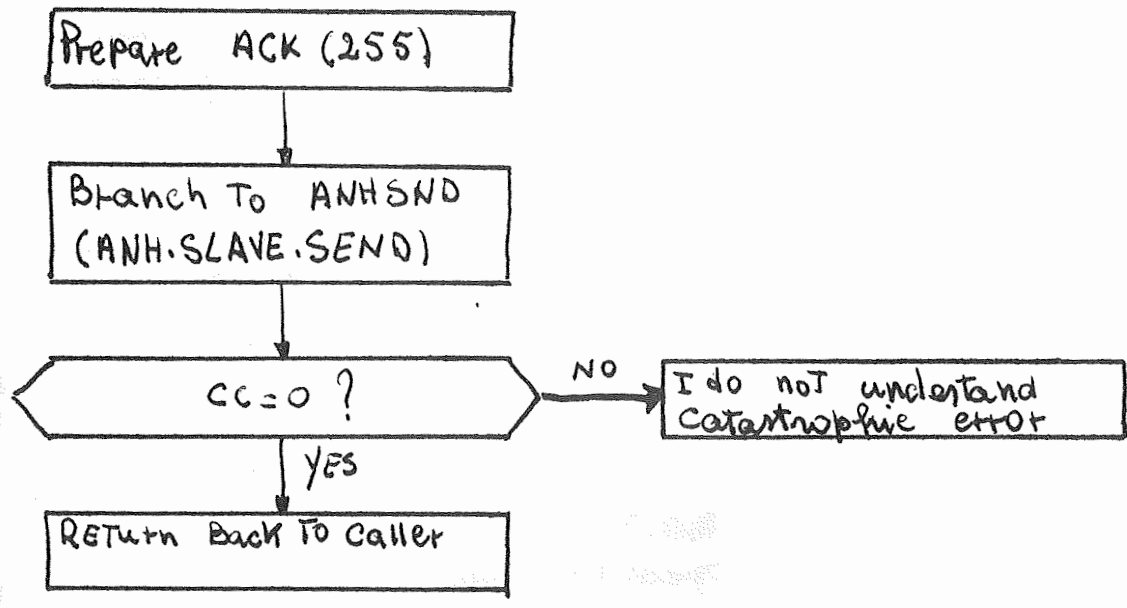 Prepare ACK (255)
Branch To ANHSND
(ANH.SLAVE.SEND)
CC=0 ?
NO
I do noT understand
catastrophic error
YES
RETurn Back To Caller